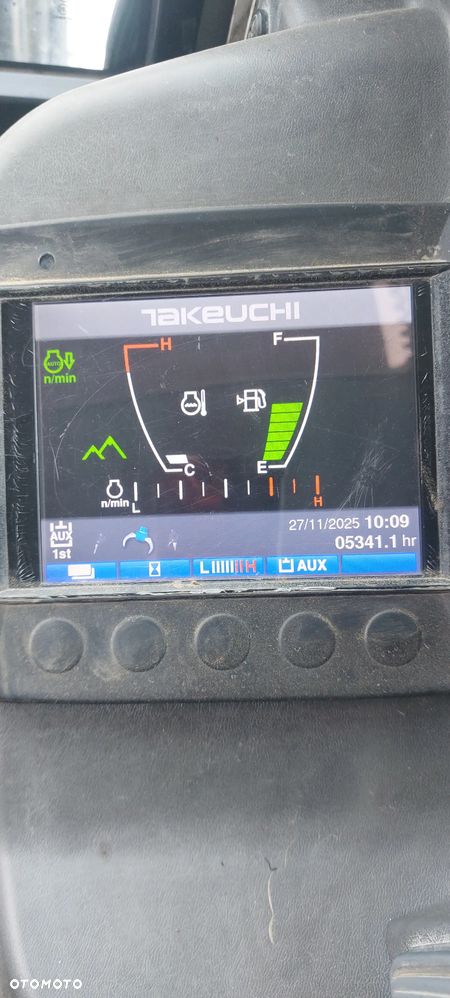 TAKEUCHI
H
F
AUTO
n/min
C
E
n/min
L
H
AUX
1st
27/11/2025 10:09
05341.1 hr
L H
AUX
OTOMOTO